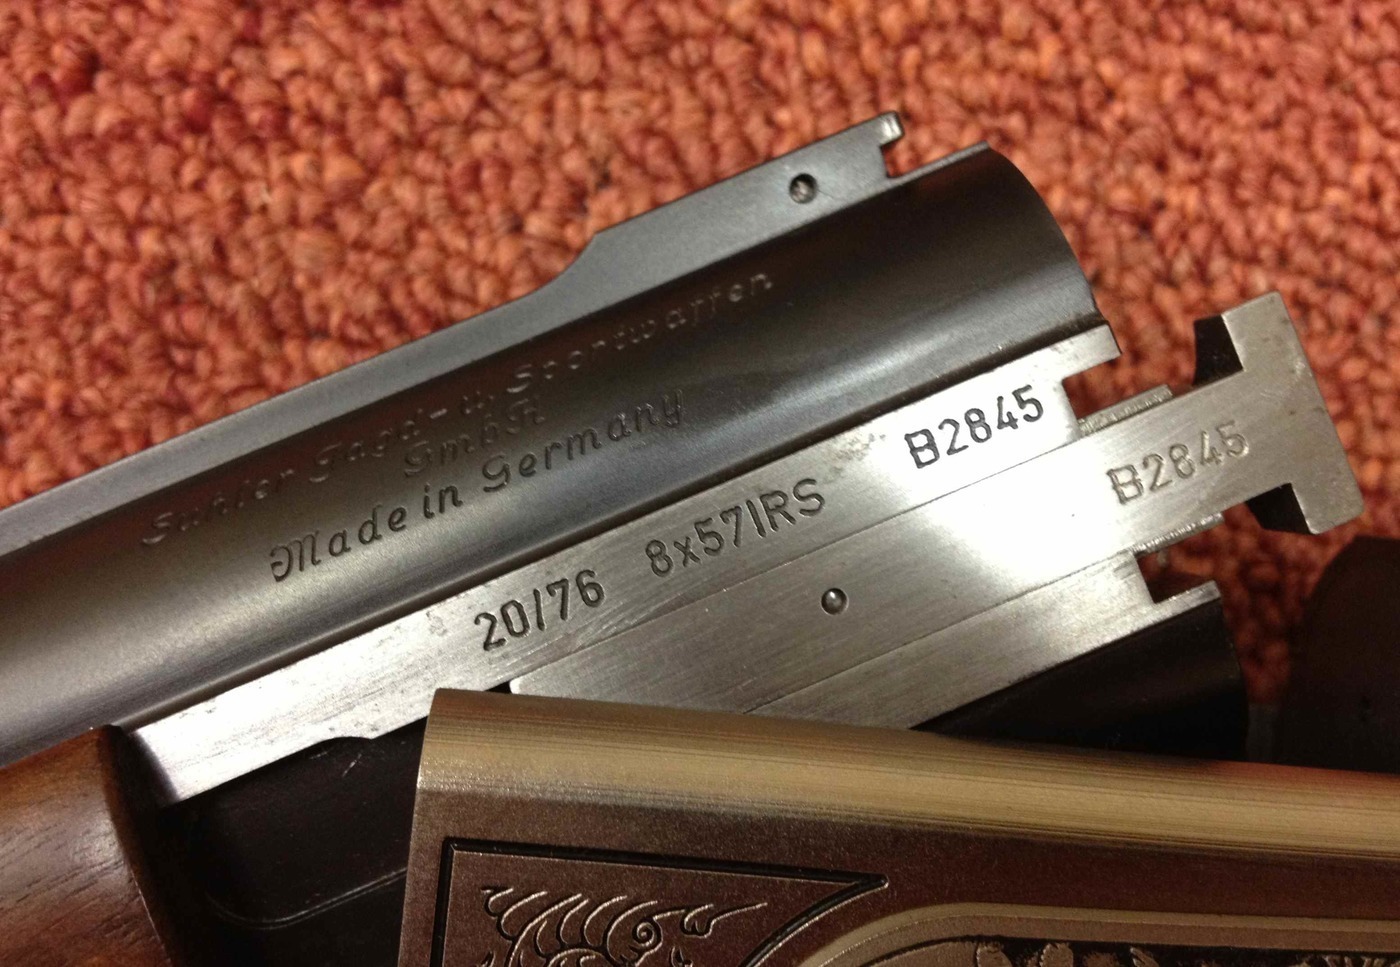 Suhler Jagd- u. Sportwaffen
GmbH
Made in Germany
20/76 8x57IRS B2845
B2845